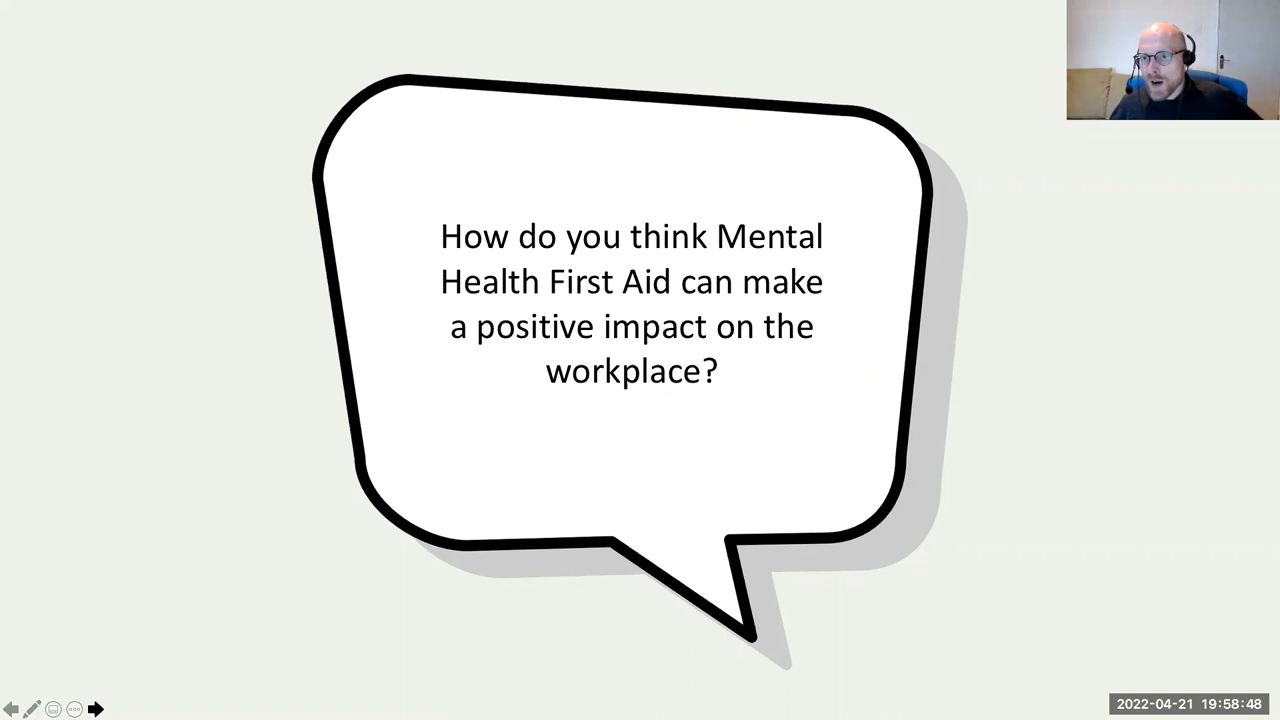 How do you think Mental
Health First Aid can make
a positive impact on the
workplace?
2022-04-21 19:58:48